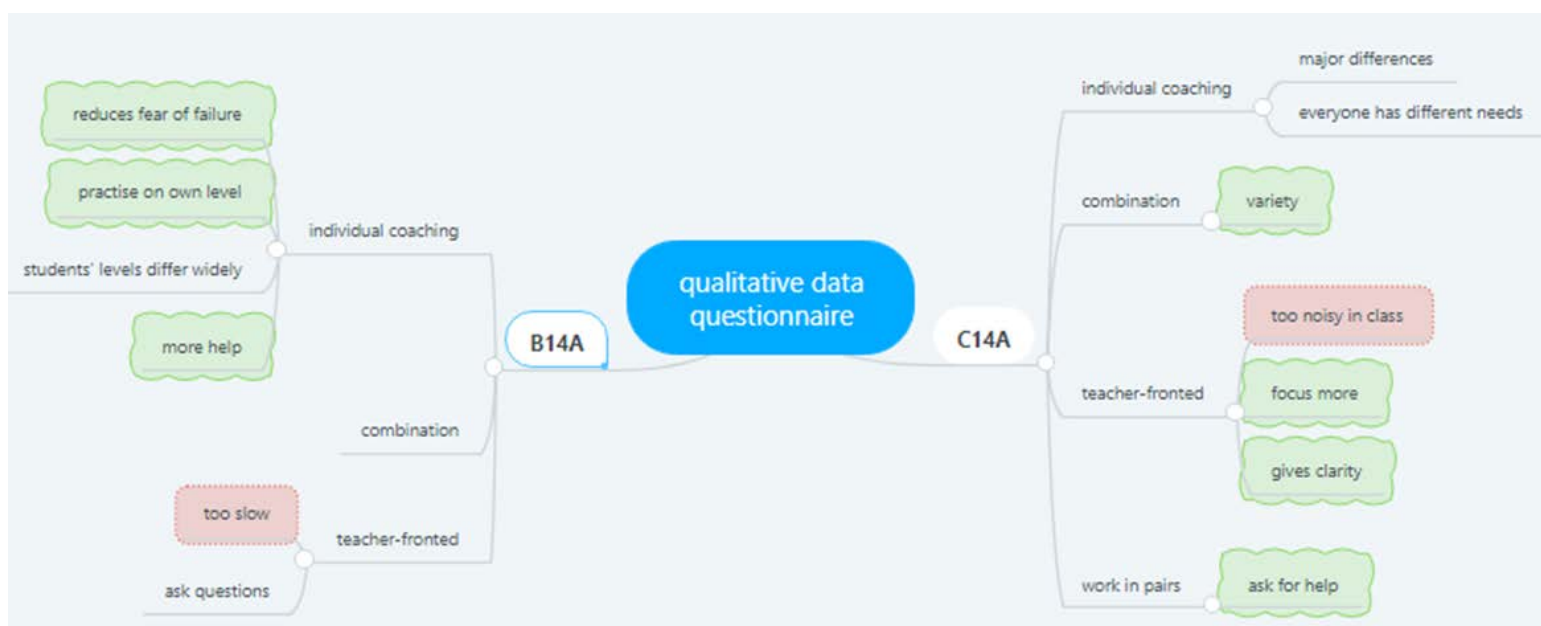 qualitative data
questionnaire
B14A
individual coaching
reduces fear of failure
practise on own level
students' levels differ widely
more help
combination
teacher-fronted
too slow
ask questions
C14A
individual coaching
major differences
everyone has different needs
combination
variety
teacher-fronted
too noisy in class
focus more
gives clarity
work in pairs
ask for help